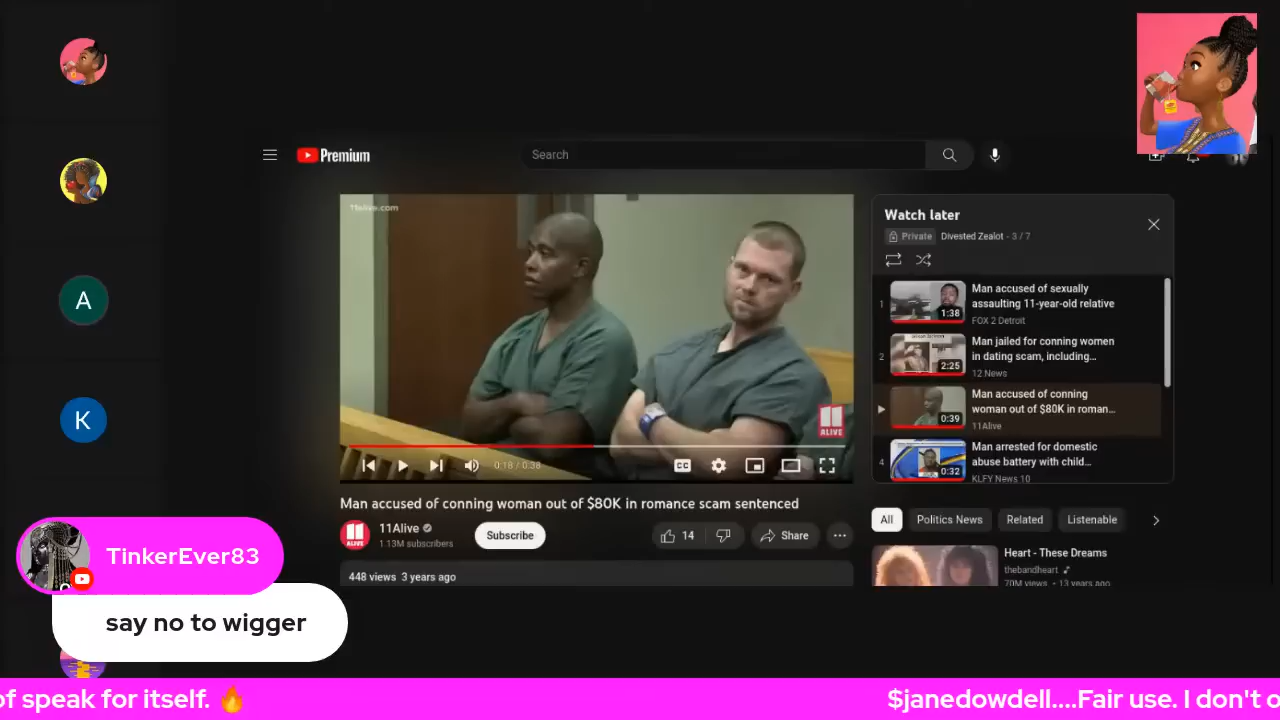 Premium
Search
11alive.com
11 ALIVE
CC
0:18 / 0:38
Watch later
Private Divested Zealot - 3 / 7
1
Man accused of sexually
assaulting 11-year-old relative
FOX 2 Detroit
1:38
2
Man jailed for conning women
in dating scam, including...
12 News
2:25
Man accused of conning
woman out of $80K in roman...
11Alive
0:39
4
Man arrested for domestic
abuse battery with child...
KLFY News 10
0:32
Man accused of conning woman out of $80K in romance scam sentenced
11Alive
1.13M subscribers
Subscribe
14
Share
448 views 3 years ago
All
Politics News
Related
Listenable
Heart - These Dreams
thebandheart
70M views • 13 years ago
A
K
TinkerEver83
say no to wigger
of speak for itself. 🔥
$janedowdell....Fair use. I don't o